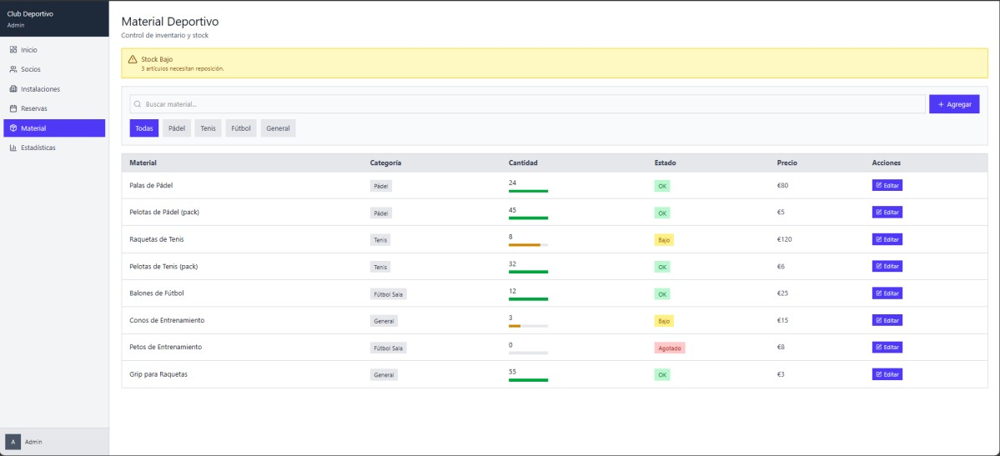 Club Deportivo
Admin
Inicio
Socios
Instalaciones
Reservas
Material
Estadísticas
A Admin
Material Deportivo
Control de inventario y stock
Stock Bajo
3 artículos necesitan reposición.
Buscar material...
+ Agregar
Todas Pádel Tenis Fútbol General
Material Categoría Cantidad Estado Precio Acciones
Palas de Pádel Pádel 24 OK €80 Editar
Pelotas de Pádel (pack) Pádel 45 OK €5 Editar
Raquetas de Tenis Tenis 8 Bajo €120 Editar
Pelotas de Tenis (pack) Tenis 32 OK €6 Editar
Balones de Fútbol Fútbol Sala 12 OK €25 Editar
Conos de Entrenamiento General 3 Bajo €15 Editar
Petos de Entrenamiento Fútbol Sala 0 Agotado €8 Editar
Grip para Raquetas General 55 OK €3 Editar